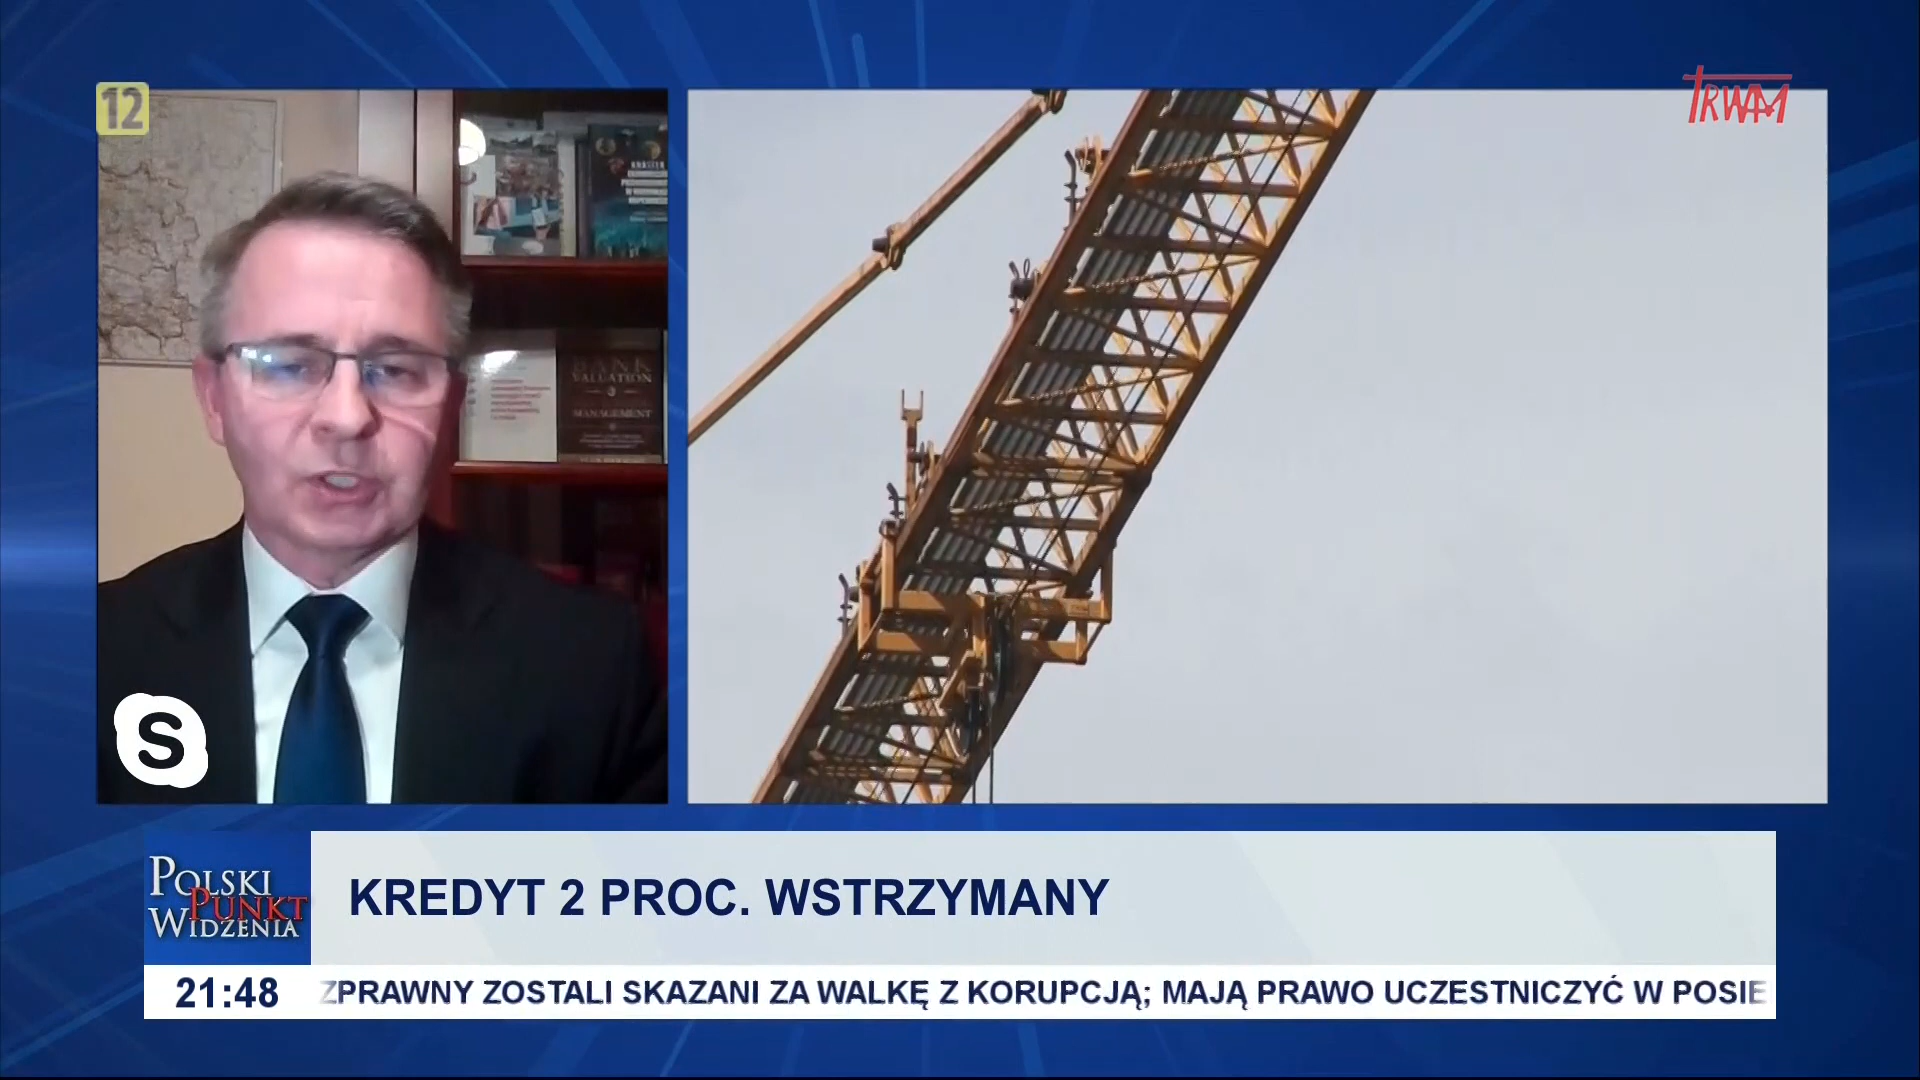 12
TRWAM
BANK
VALUATION
&
MANAGEMENT
S
POLSKI
PUNKT
WIDZENIA
KREDYT 2 PROC. WSTRZYMANY
21:48
ZPRAWNY ZOSTALI SKAZANI ZA WALKĘ Z KORUPCJĄ; MAJĄ PRAWO UCZESTNICZYĆ W POSIE